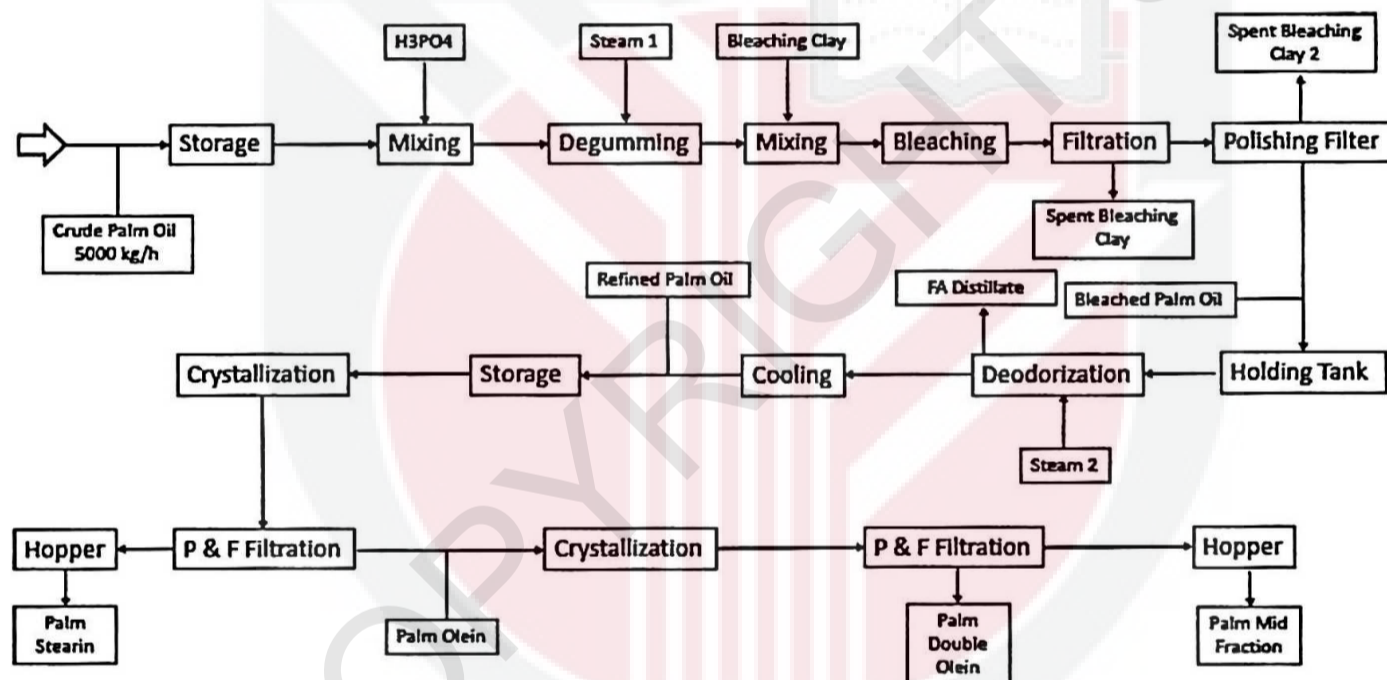 H3PO4
Steam 1
Bleaching Clay
Spent Bleaching
Clay 2
Storage
Mixing
Degumming
Mixing
Bleaching
Filtration
Polishing Filter
Crude Palm Oil
5000 kg/h
Spent Bleaching
Clay
Refined Palm Oil
FA Distillate
Bleached Palm Oil
Crystallization
Storage
Cooling
Deodorization
Holding Tank
Steam 2
Hopper
P & F Filtration
Crystallization
P & F Filtration
Hopper
Palm
Stearin
Palm Olein
Palm
Double
Olein
Palm Mid
Fraction
OPYRIGHT